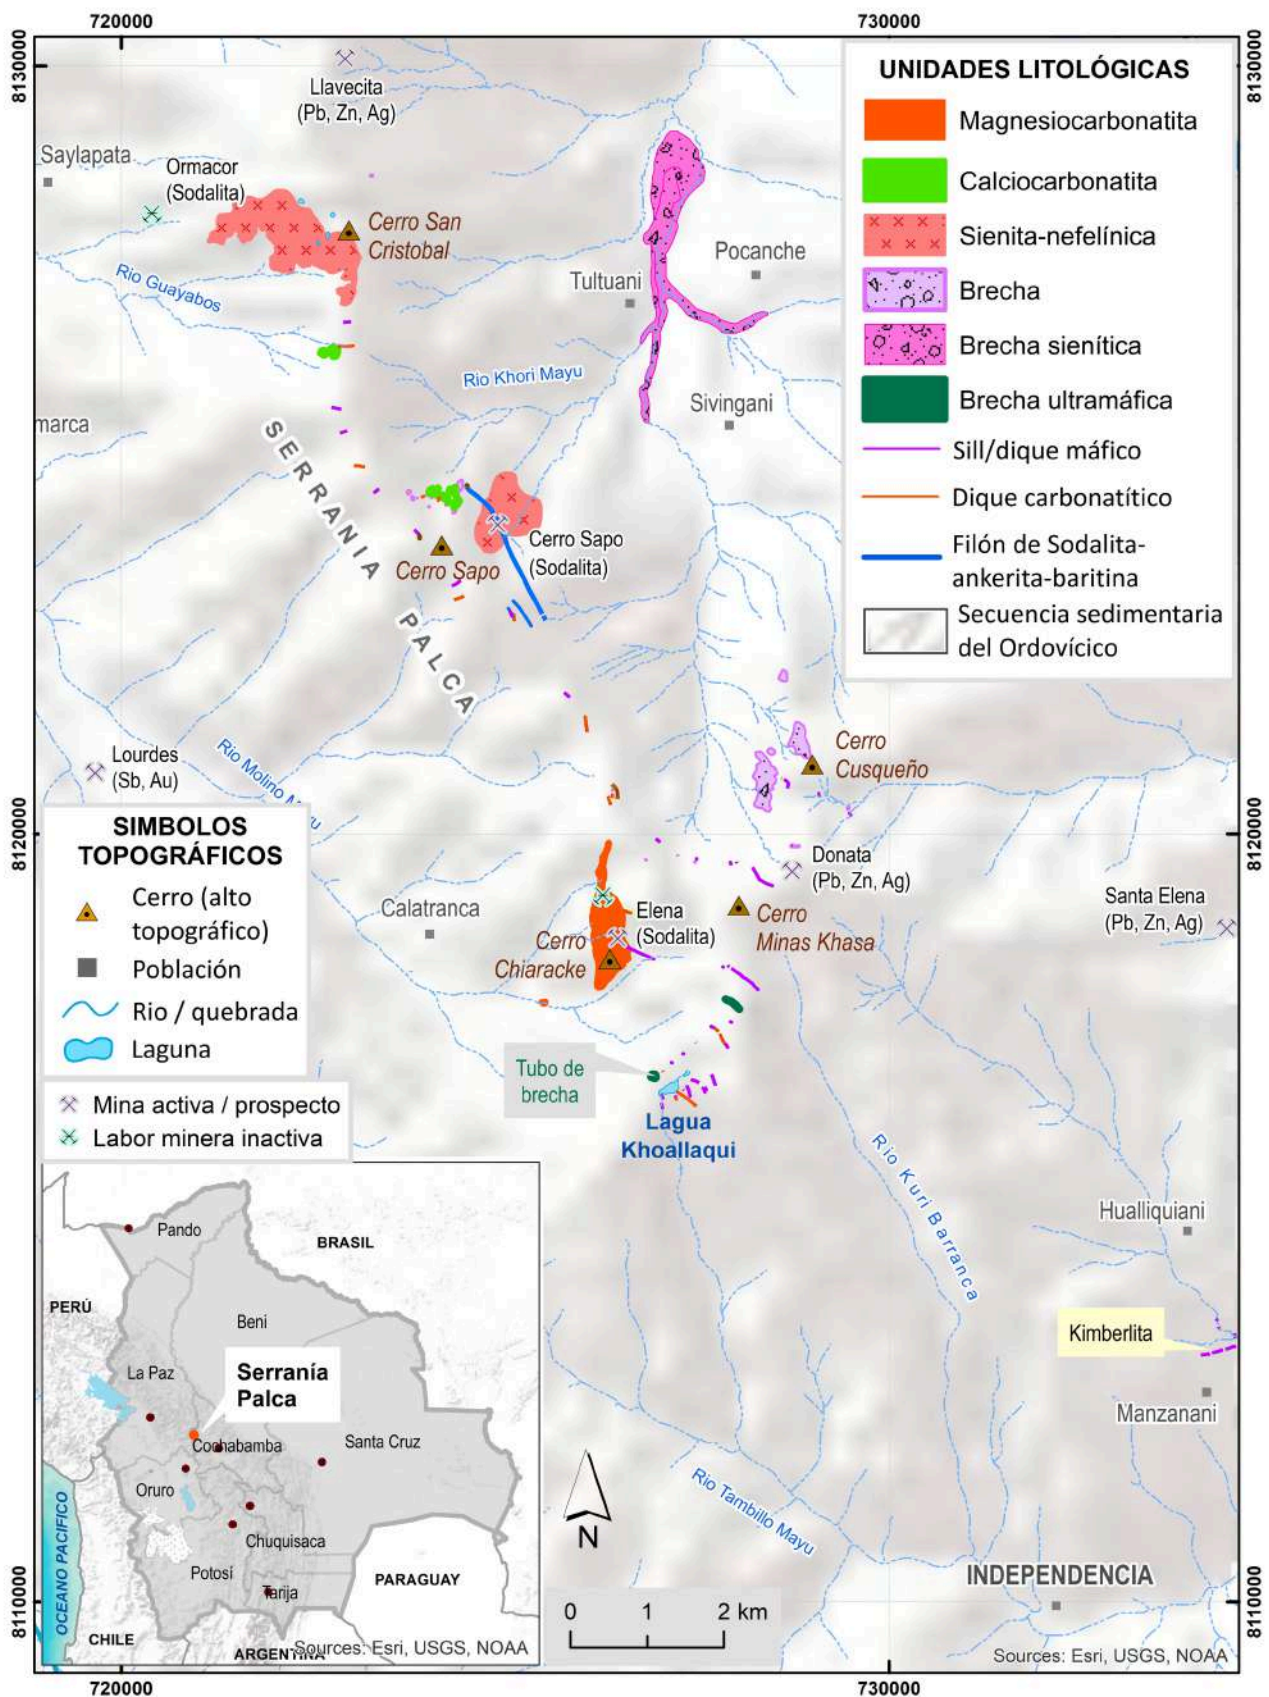 720000
730000
8130000
8130000
Llavecita
(Pb, Zn, Ag)
Saylapata
Ormacor
(Sodalita)
Cerro San
Cristobal
Rio Guayabos
Pocanche
Tultuani
Rio Khori Mayu
Sivingani
marca
SERRANIA PALCA
Cerro Sapo
(Sodalita)
Cerro Sapo
UNIDADES LITOLÓGICAS
Magnesiocarbonatita
Calciocarbonatita
Sienita-nefelínica
Brecha
Brecha sienítica
Brecha ultramáfica
Sill/dique máfico
Dique carbonatítico
Filón de Sodalita-
ankerita-baritina
Secuencia sedimentaria
del Ordovícico
Lourdes
(Sb, Au)
Rio Molino M
yu
Cerro
Cusqueño
8120000
8120000
Donata
(Pb, Zn, Ag)
Santa Elena
(Pb, Zn, Ag)
Calatranca
Elena
(Sodalita)
Cerro
Minas Khasa
Cerro
Chiaracke
SIMBOLOS
TOPOGRÁFICOS
Cerro (alto
topográfico)
Población
Rio / quebrada
Laguna
Mina activa / prospecto
Labor minera inactiva
Tubo de
brecha
Lagua
Khoallaqui
Rio Kuri Barranca
Hualliquiani
Kimberlita
Manzanani
Rio Tambillo Mayu
INDEPENDENCIA
Pando
BRASIL
PERÚ
Beni
La Paz
Serranía
Palca
Cochabamba
Santa Cruz
Oruro
Chuquisaca
Potosí
Tarija
PARAGUAY
OCEANO PACIFICO
CHILE
ARGENTINA
Sources: Esri, USGS, NOAA
N
0 1 2 km
8110000
8110000
Sources: Esri, USGS, NOAA
720000
730000